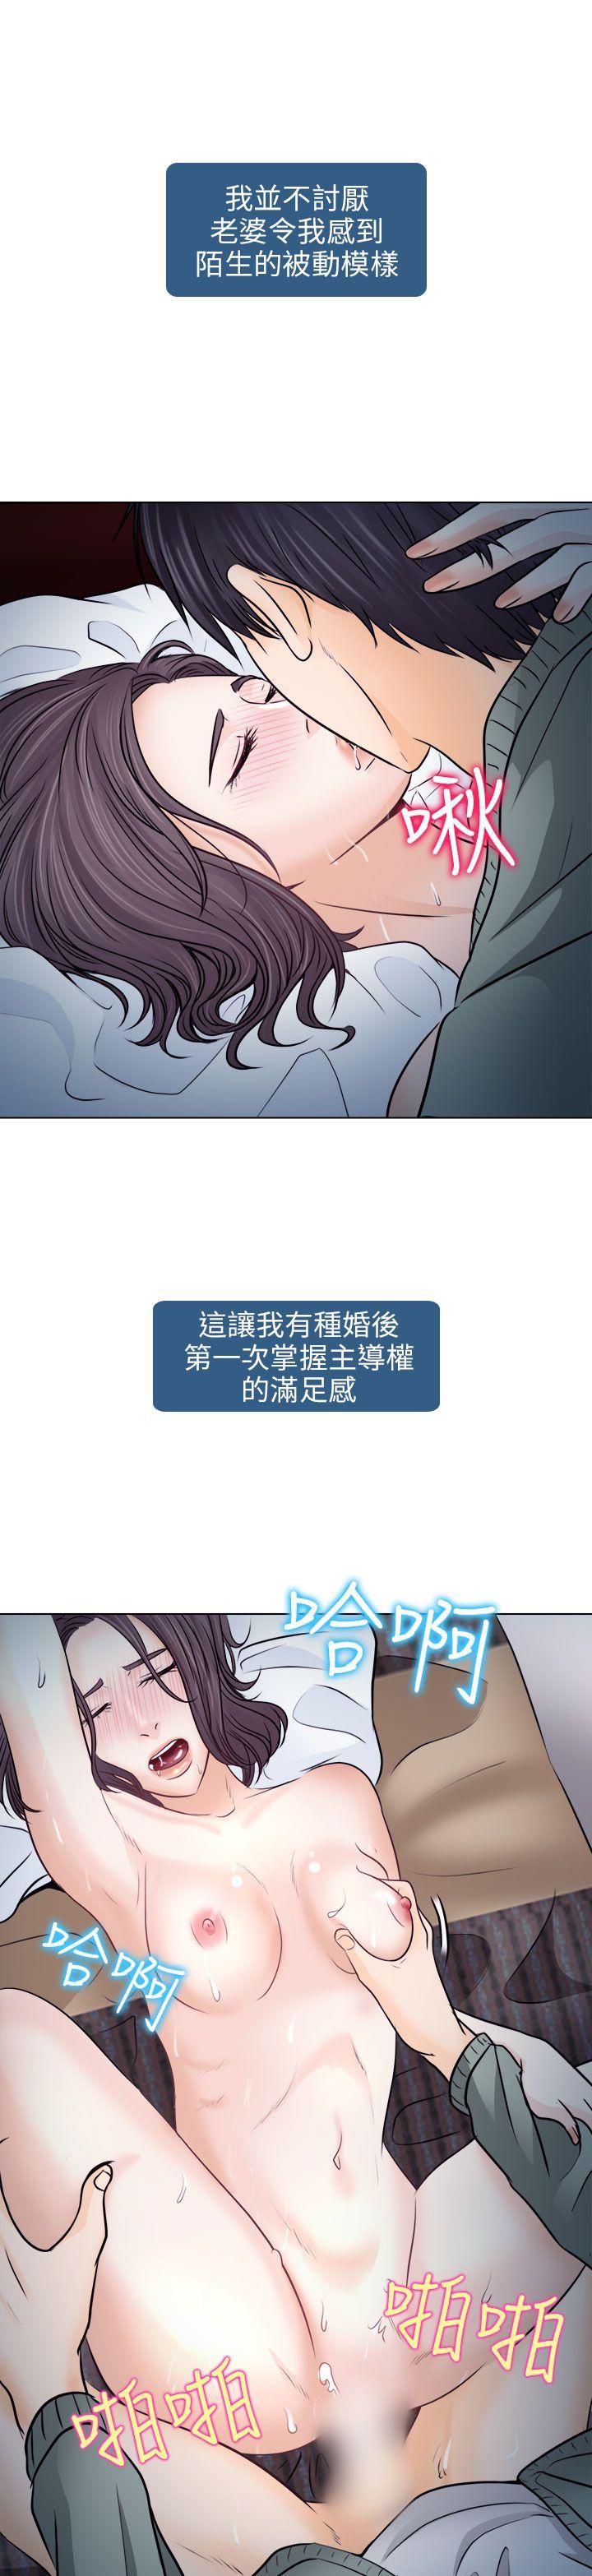 我並不討厭
老婆令我感到
陌生的被動模樣
啾
這讓我有種婚後
第一次掌握主導權
的滿足感
哈啊
哈啊
啪啪
啪啪